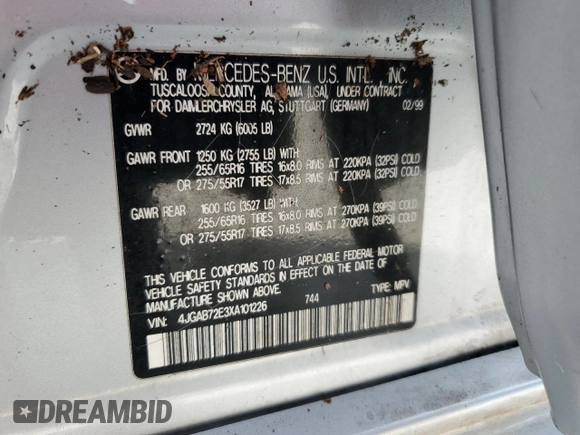 MFD. BY MERCEDES-BENZ U.S. INT'L., INC.
TUSCALOOSA COUNTY, ALABAMA (USA), UNDER CONTRACT
FOR DAIMLERCHRYSLER AG, STUTTGART (GERMANY) 02/99
GVWR 2724 KG (6005 LB)
GAWR FRONT 1250 KG (2755 LB) WITH:
255/65R16 TIRES 16x8.0 RIMS AT 220KPA (32PSI) COLD
OR 275/55R17 TIRES 17x8.5 RIMS AT 220KPA (32PSI) COLD
GAWR REAR 1600 KG (3527 LB) WITH:
255/65R16 TIRES 16x8.0 RIMS AT 270KPA (39PSI) COLD
OR 275/55R17 TIRES 17x8.5 RIMS AT 270KPA (39PSI) COLD
THIS VEHICLE CONFORMS TO ALL APPLICABLE FEDERAL MOTOR
VEHICLE SAFETY STANDARDS IN EFFECT ON THE DATE OF
MANUFACTURE SHOWN ABOVE.
VIN: 4JGAB72E3XA101226 744 TYPE: MPV
DREAMBID